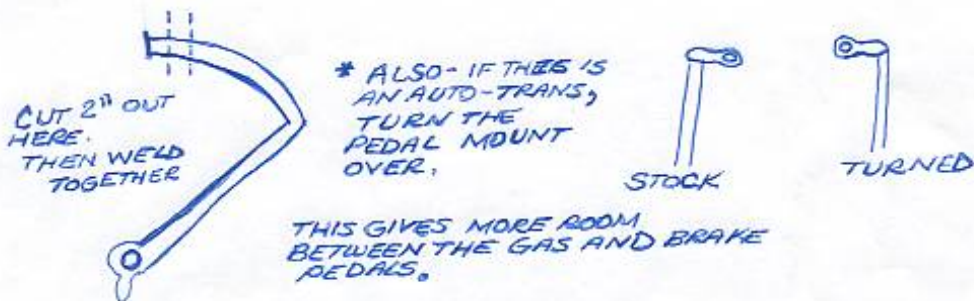 CUT 2" OUT
HERE.
THEN WELD
TOGETHER
* ALSO - IF THIS IS
AN AUTO-TRANS,
TURN THE
PEDAL MOUNT
OVER.
STOCK
TURNED
THIS GIVES MORE ROOM
BETWEEN THE GAS AND BRAKE
PEDALS.